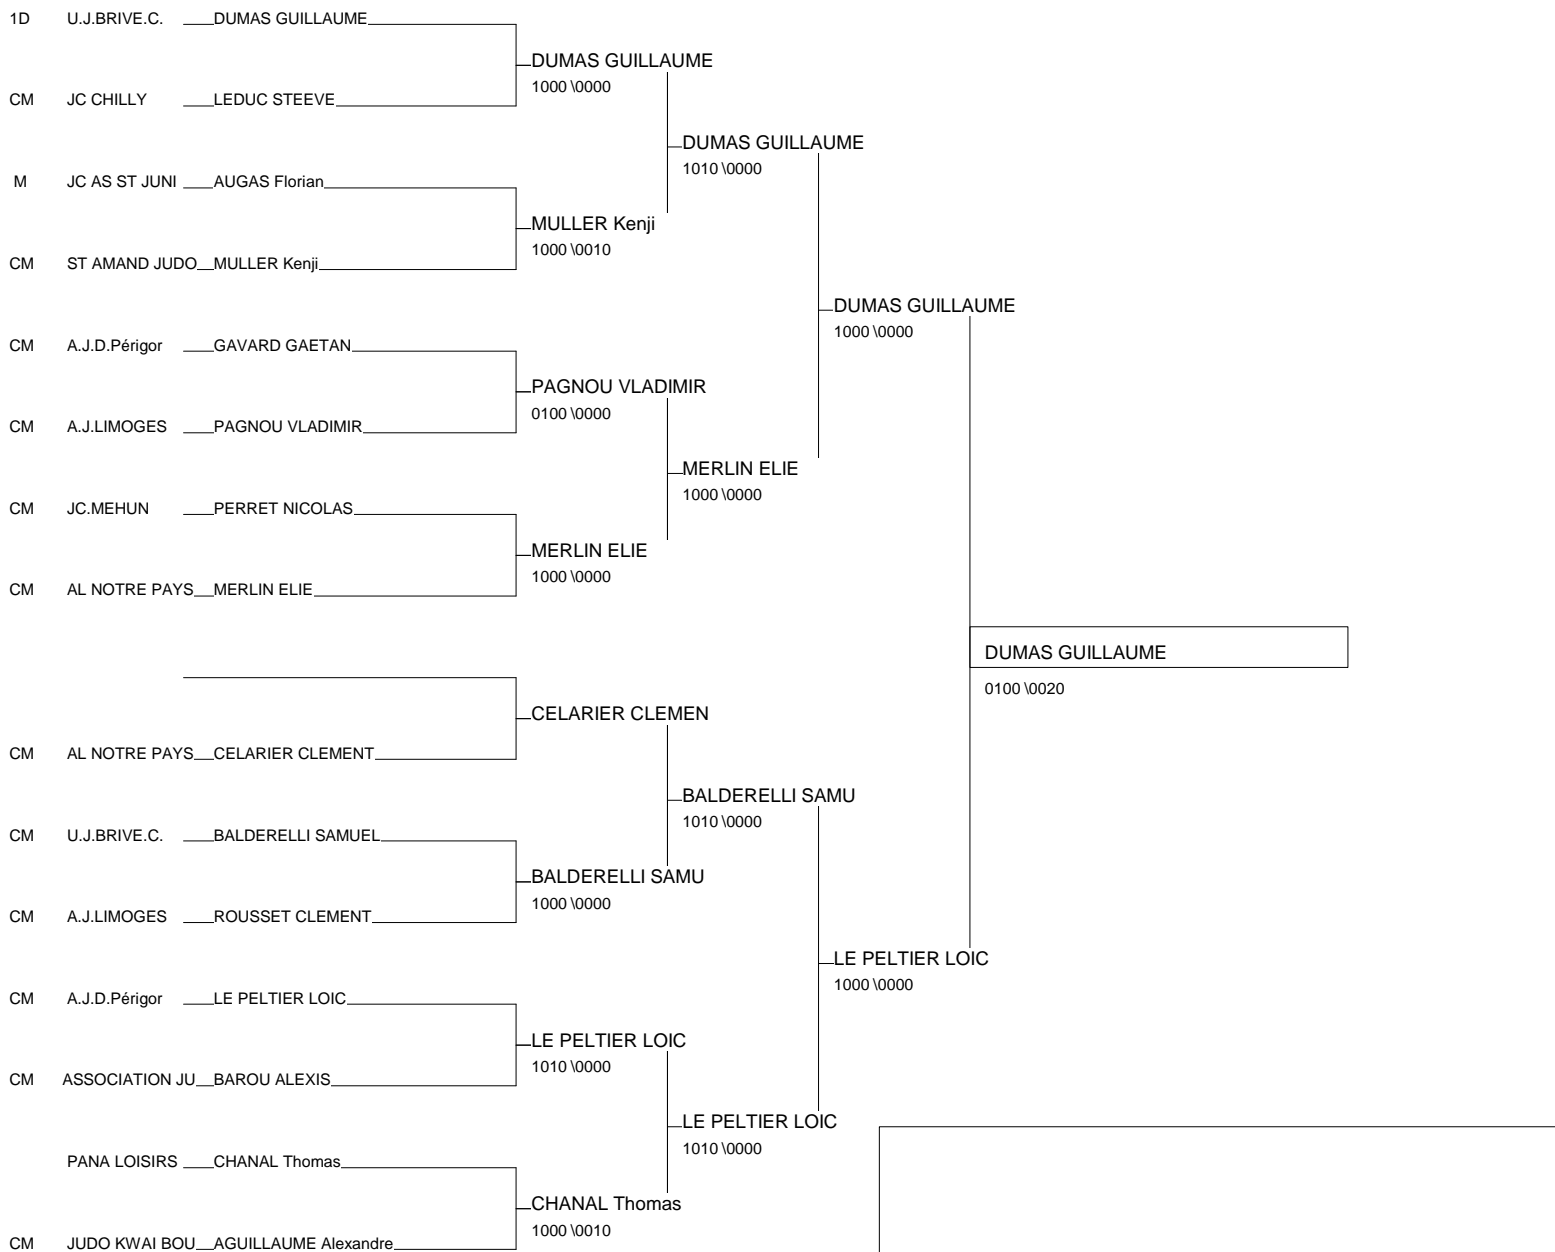 1D U.J.BRIVE.C. DUMAS GUILLAUME
DUMAS GUILLAUME
1000 \0000
CM JC CHILLY LEDUC STEEVE
DUMAS GUILLAUME
1010 \0000
M JC AS ST JUNI AUGAS Florian
MULLER Kenji
1000 \0010
CM ST AMAND JUDO MULLER Kenji
DUMAS GUILLAUME
1000 \0000
CM A.J.D.Périgor GAVARD GAETAN
PAGNOU VLADIMIR
0100 \0000
CM A.J.LIMOGES PAGNOU VLADIMIR
MERLIN ELIE
1000 \0000
CM JC.MEHUN PERRET NICOLAS
MERLIN ELIE
1000 \0000
CM AL NOTRE PAYS MERLIN ELIE
DUMAS GUILLAUME
0100 \0020
CELARIER CLEMEN
CM AL NOTRE PAYS CELARIER CLEMENT
BALDERELLI SAMU
1010 \0000
CM U.J.BRIVE.C. BALDERELLI SAMUEL
BALDERELLI SAMU
1000 \0000
CM A.J.LIMOGES ROUSSET CLEMENT
LE PELTIER LOIC
1000 \0000
CM A.J.D.Périgor LE PELTIER LOIC
LE PELTIER LOIC
1010 \0000
CM ASSOCIATION JU BAROU ALEXIS
LE PELTIER LOIC
1010 \0000
PANA LOISIRS CHANAL Thomas
CHANAL Thomas
1000 \0010
CM JUDO KWAI BOU AGUILLAUME Alexandre